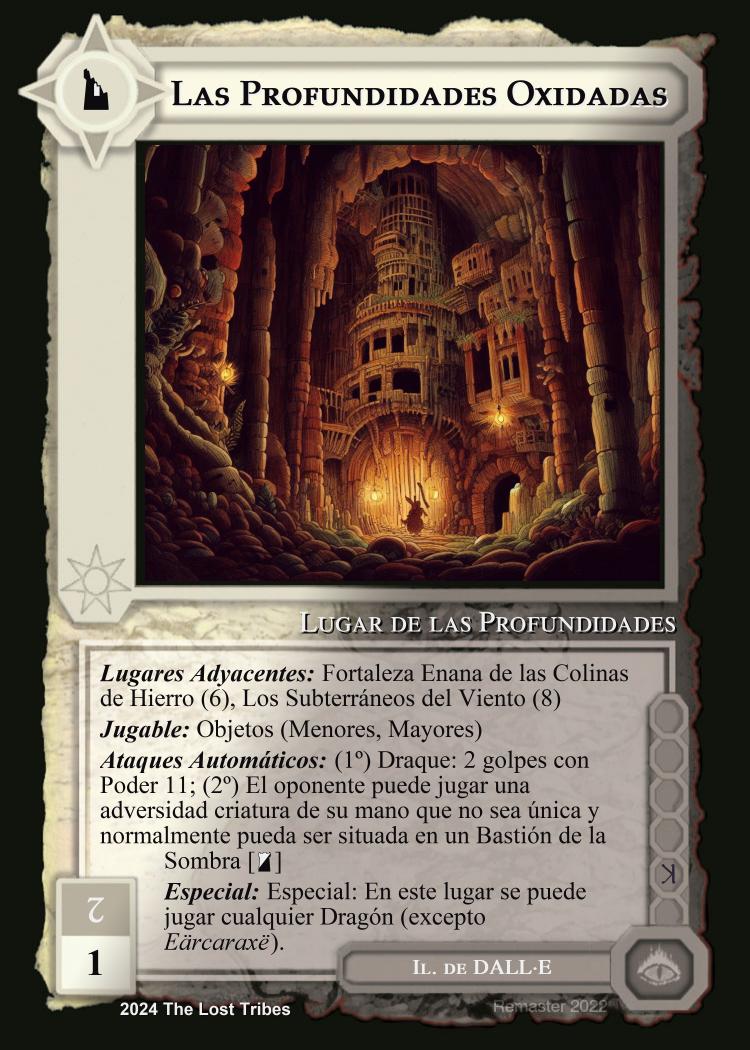 Las Profundidades Oxidadas
Lugar de las Profundidades
Lugares Adyacentes: Fortaleza Enana de las Colinas
de Hierro (6), Los Subterráneos del Viento (8)
Jugable: Objetos (Menores, Mayores)
Ataques Automáticos: (1º) Draque: 2 golpes con
Poder 11; (2º) El oponente puede jugar una
adversidad criatura de su mano que no sea única y
normalmente pueda ser situada en un Bastión de la
Sombra [ ]
Especial: Especial: En este lugar se puede
jugar cualquier Dragón (excepto
Eärcaraxë).
K
2
1
Il. de DALL·E
2024 The Lost Tribes
Remaster 2022